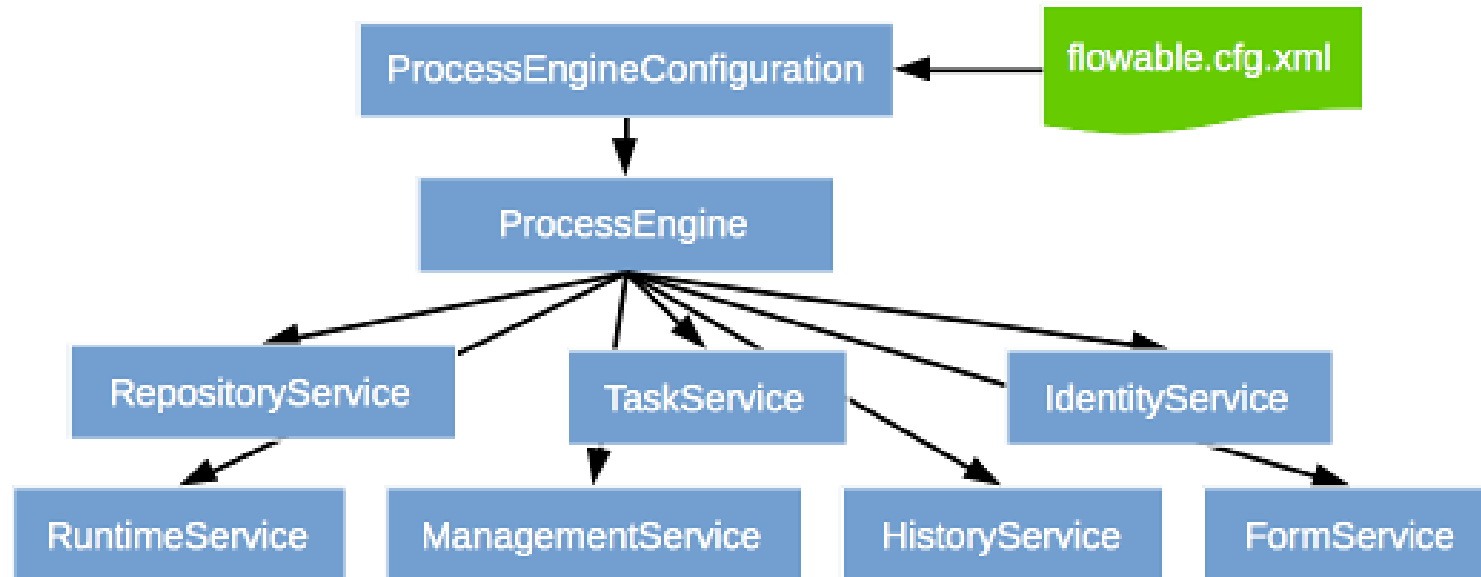 ProcessEngineConfiguration
flowable.cfg.xml
ProcessEngine
RepositoryService
TaskService
IdentityService
RuntimeService
ManagementService
HistoryService
FormService